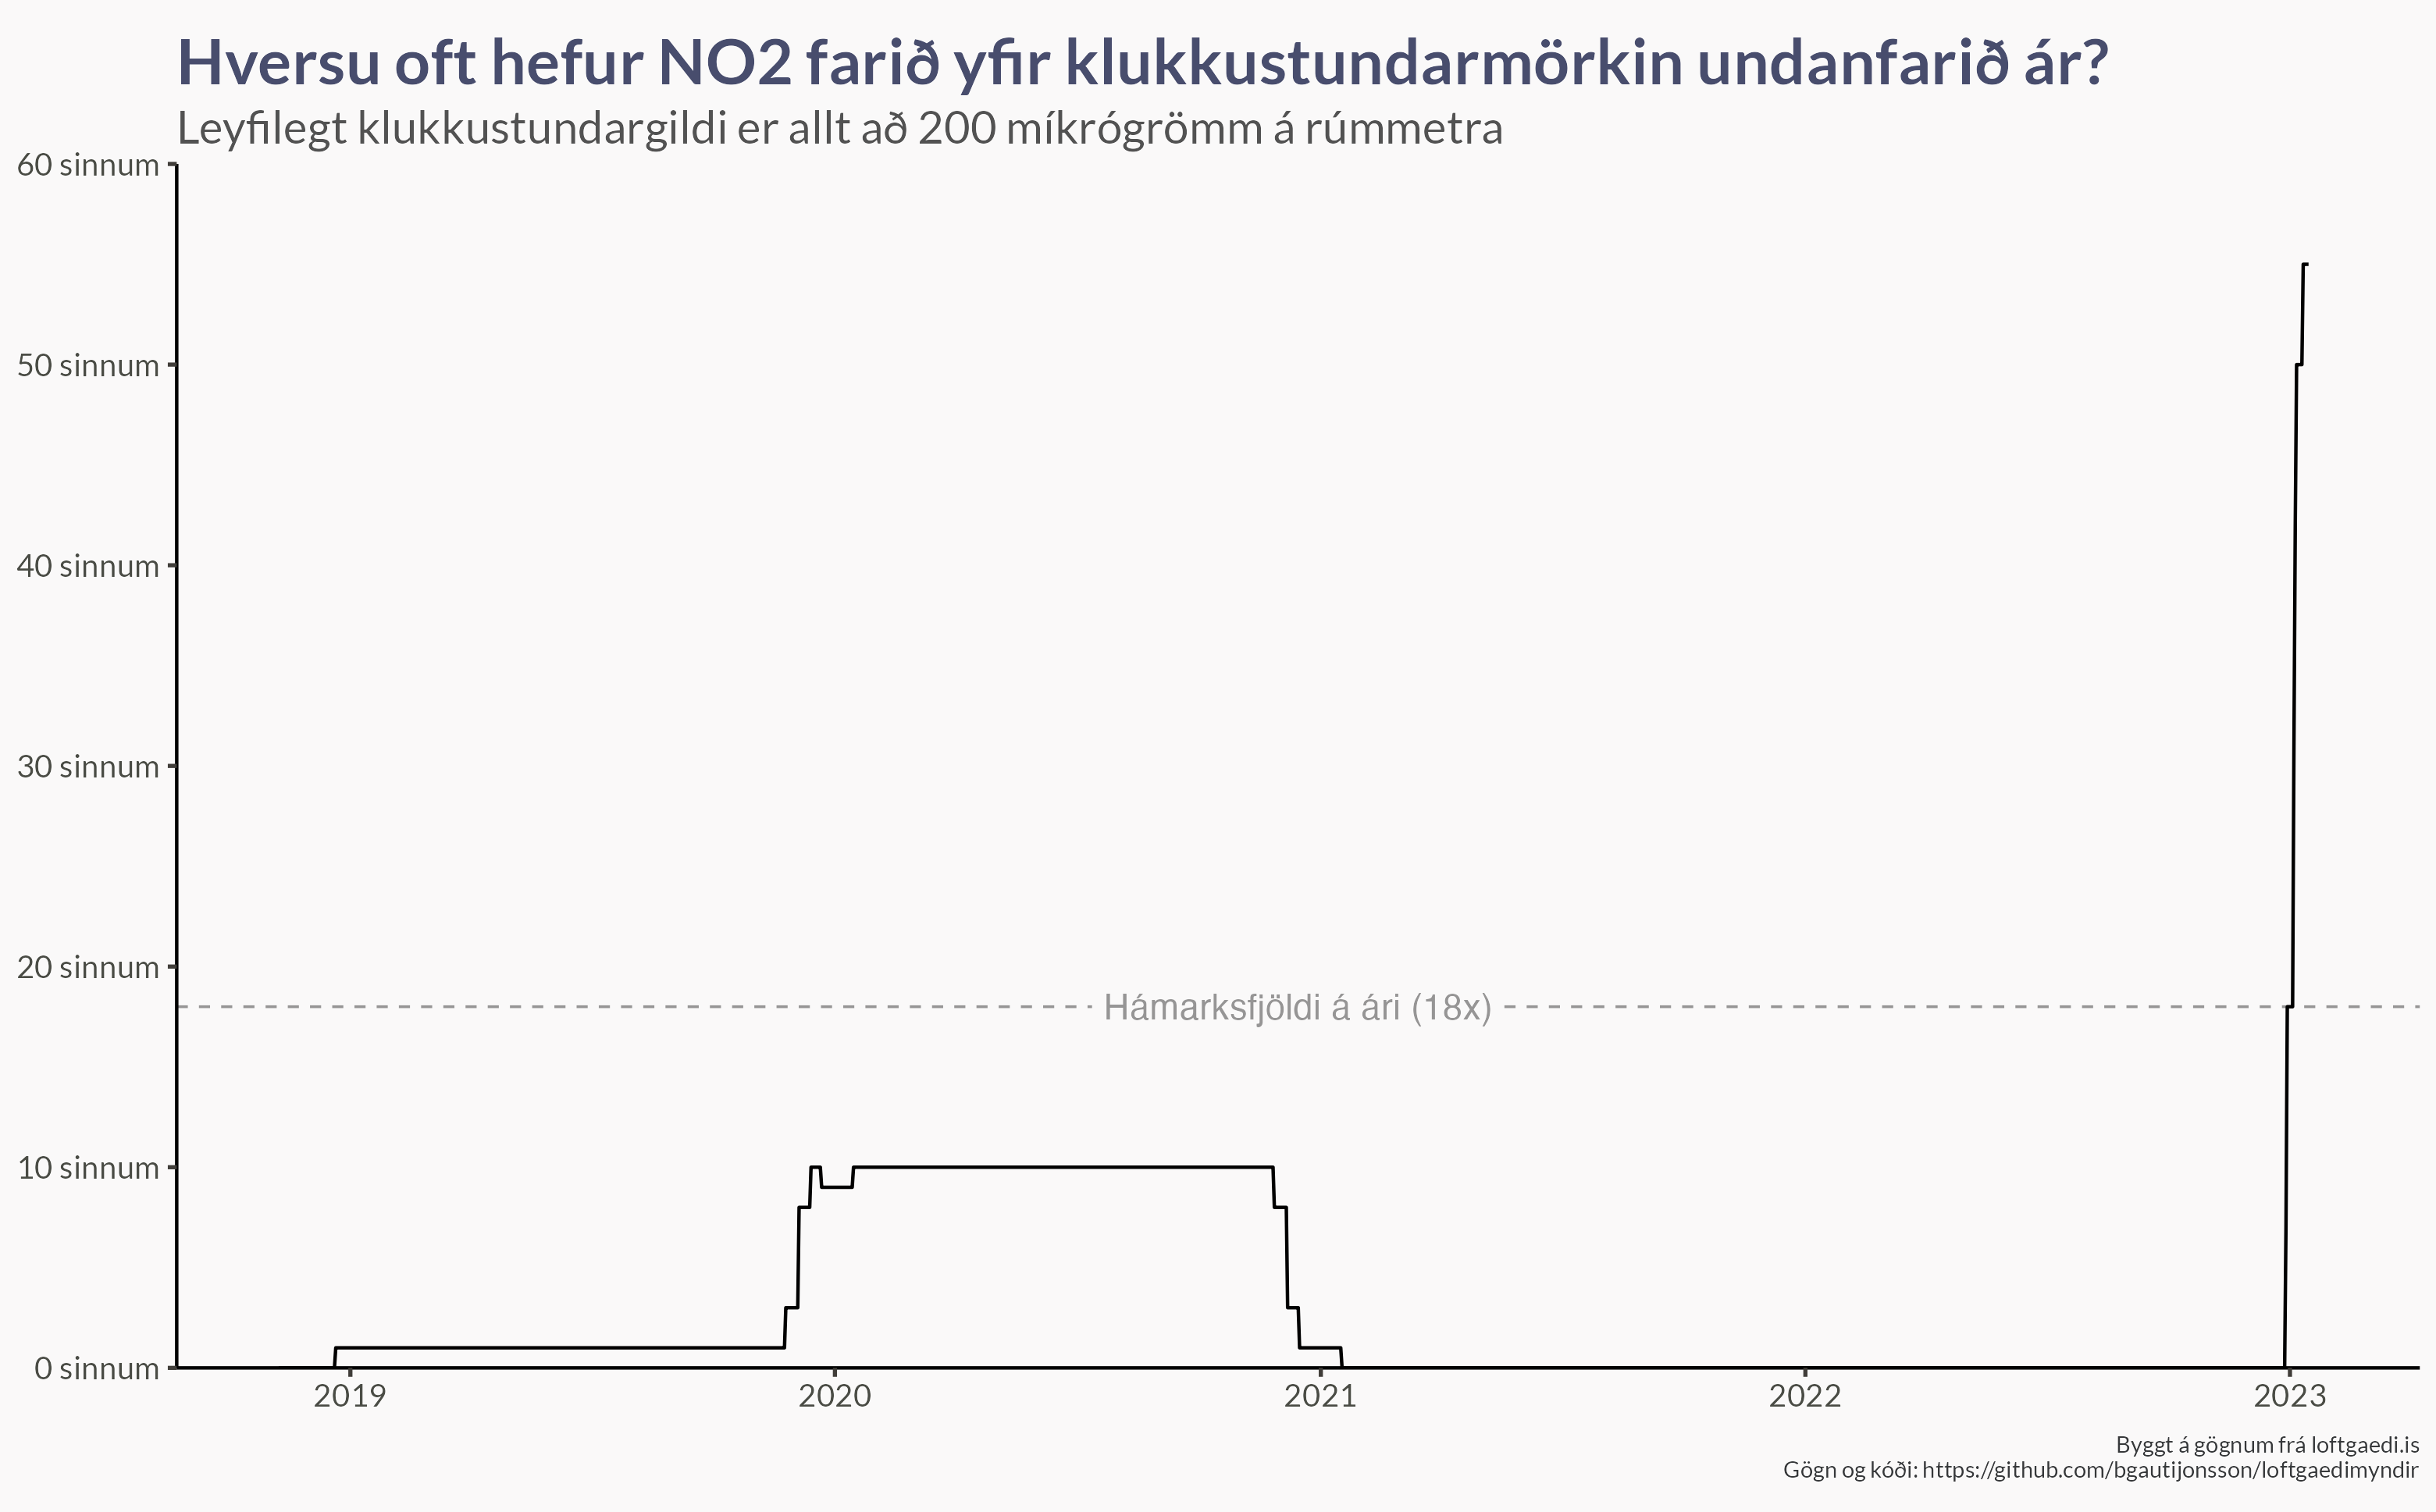 Hversu oft hefur NO2 farið yfir klukkustundarmörkin undanfarið ár?
Leyfilegt klukkustundargildi er allt að 200 míkrógrömm á rúmmetra
60 sinnum
50 sinnum
40 sinnum
30 sinnum
20 sinnum
Hámarksfjöldi á ári (18x)
10 sinnum
0 sinnum
2019
2020
2021
2022
2023
Byggt á gögnum frá loftgaedi.is
Gögn og kóði: https://github.com/bgautijonsson/loftgaedimyndir